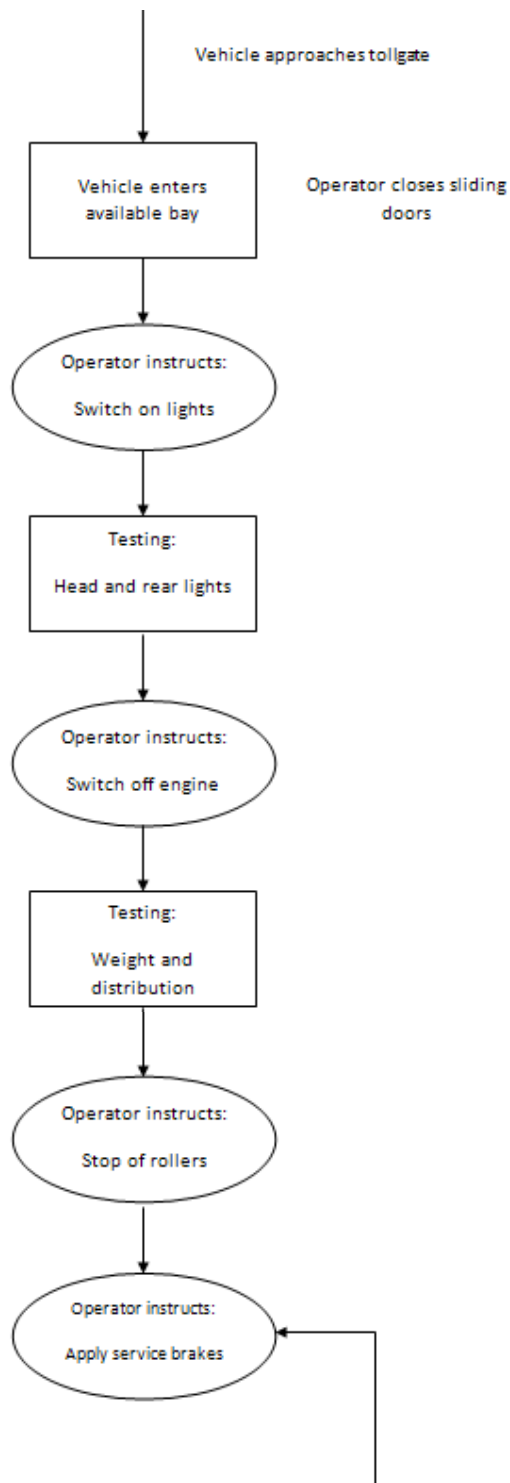 Vehicle approaches tollgate
Vehicle enters
available bay
Operator closes sliding
doors
Operator instructs:
Switch on lights
Testing:
Head and rear lights
Operator instructs:
Switch off engine
Testing:
Weight and
distribution
Operator instructs:
Stop of rollers
Operator instructs:
Apply service brakes